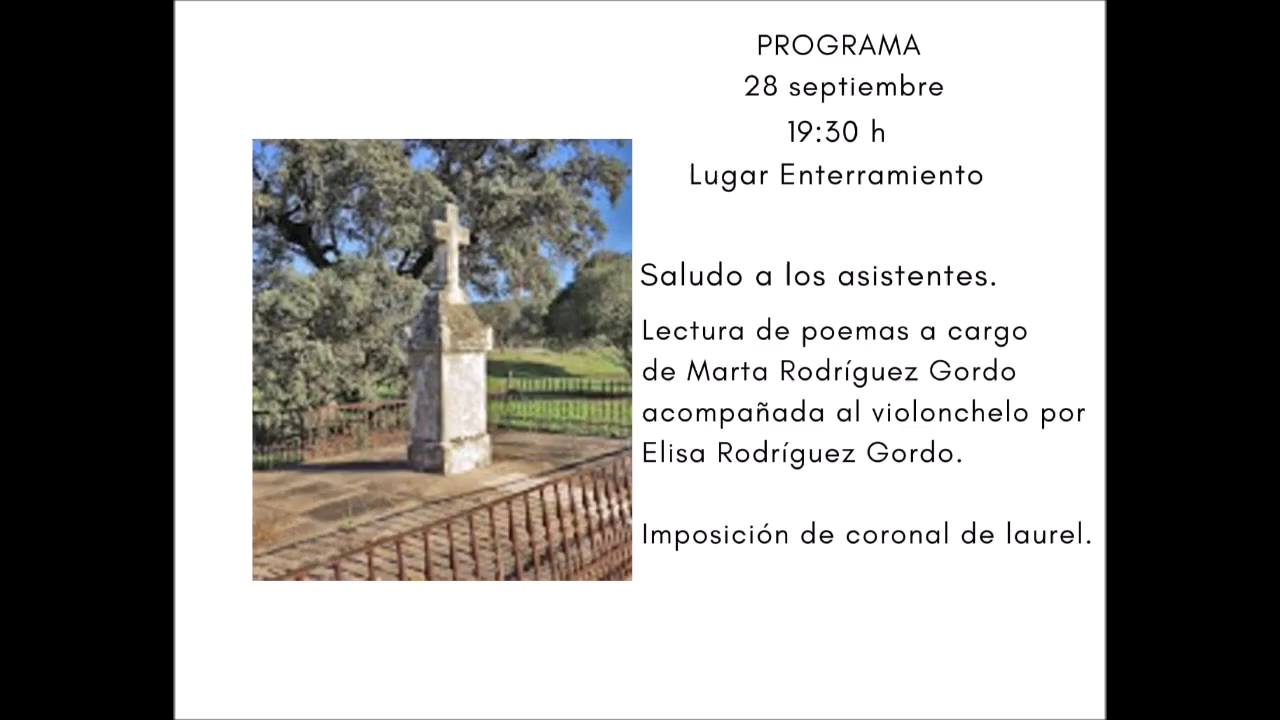 PROGRAMA
28 septiembre
19:30 h
Lugar Enterramiento
Saludo a los asistentes.
Lectura de poemas a cargo
de Marta Rodríguez Gordo
acompañada al violonchelo por
Elisa Rodríguez Gordo.
Imposición de coronal de laurel.